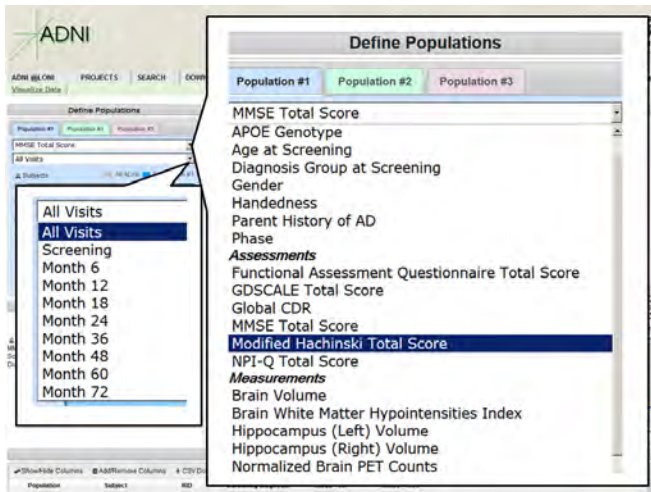 ADNI
ADNI @LONI PROJECTS SEARCH
Visualize Data
Define Populations
Population #1 Population #2 Population #3
MMSE Total Score
All Visits
Subjects
All Visits
All Visits
Screening
Month 6
Month 12
Month 18
Month 24
Month 36
Month 48
Month 60
Month 72
Define Populations
Population #1 Population #2 Population #3
MMSE Total Score
APOE Genotype
Age at Screening
Diagnosis Group at Screening
Gender
Handedness
Parent History of AD
Phase
Assessments
Functional Assessment Questionnaire Total Score
GDSCALE Total Score
Global CDR
MMSE Total Score
Modified Hachinski Total Score
NPI-Q Total Score
Measurements
Brain Volume
Brain White Matter Hypointensities Index
Hippocampus (Left) Volume
Hippocampus (Right) Volume
Normalized Brain PET Counts
Show/Hide Columns Add/Remove Columns CSV
Population Subject RID